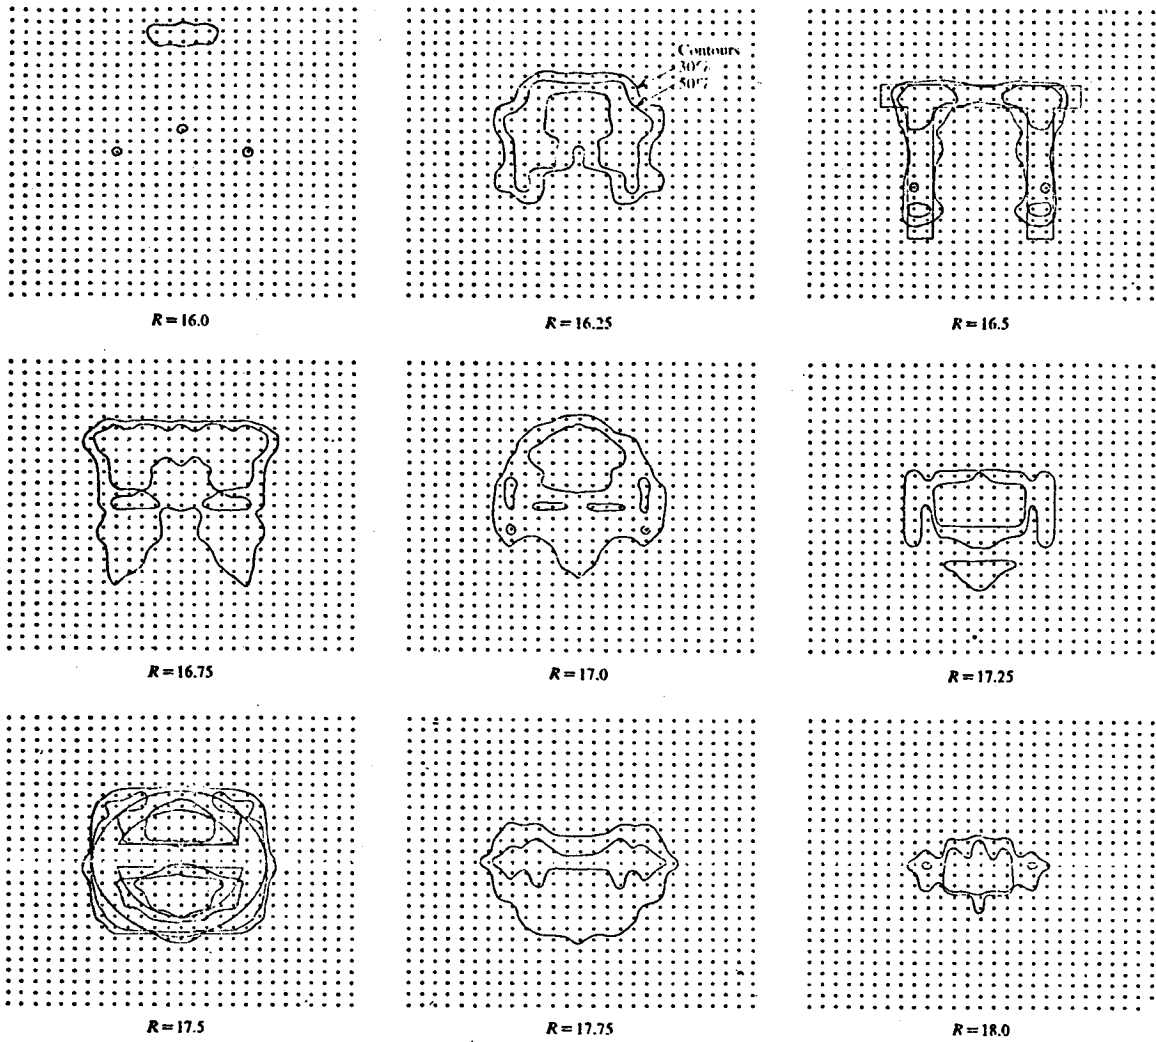 Contours
30%
50%
R = 16.0
R = 16.25
R = 16.5
R = 16.75
R = 17.0
R = 17.25
R = 17.5
R = 17.75
R = 18.0